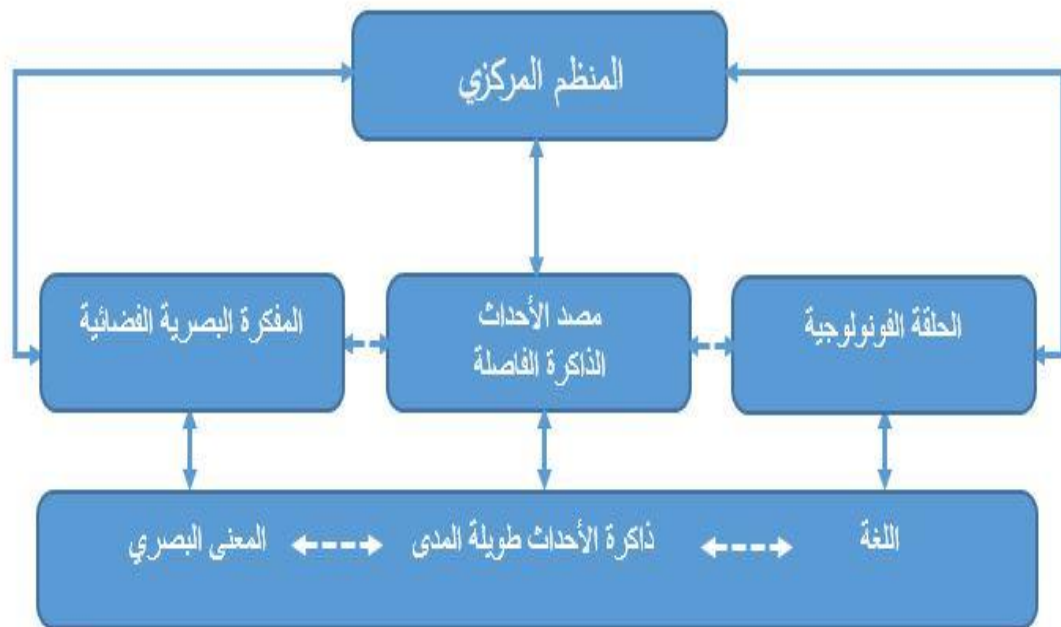 المنظم المركزي
الحلقة الفونولوجية
مصد الأحداث
الذاكرة الفاصلة
المفكرة البصرية الفضائية
اللغة
ذاكرة الأحداث طويلة المدى
المعنى البصري